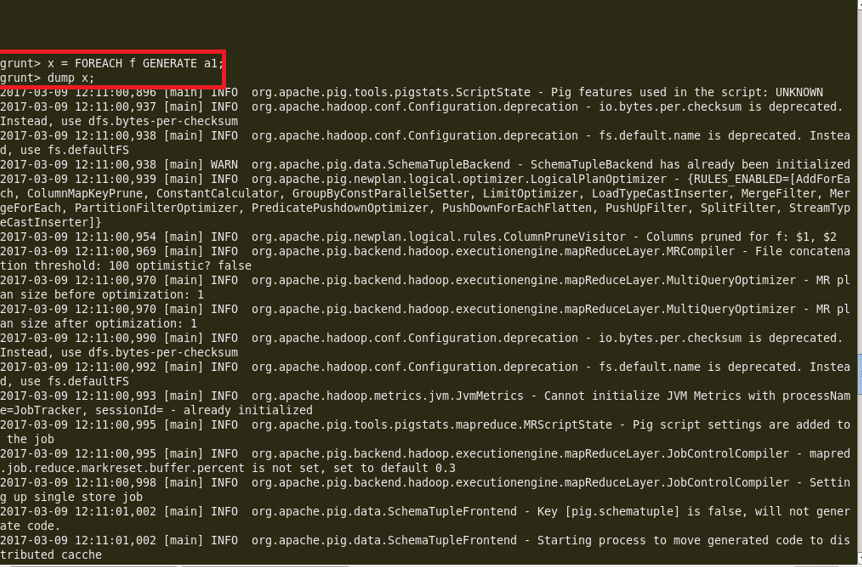 grunt> x = FOREACH f GENERATE a1;
grunt> dump x;
2017-03-09 12:11:00,896 [main] INFO  org.apache.pig.tools.pigstats.ScriptState - Pig features used in the script: UNKNOWN
2017-03-09 12:11:00,937 [main] INFO  org.apache.hadoop.conf.Configuration.deprecation - io.bytes.per.checksum is deprecated.
Instead, use dfs.bytes-per-checksum
2017-03-09 12:11:00,938 [main] INFO  org.apache.hadoop.conf.Configuration.deprecation - fs.default.name is deprecated. Instea
d, use fs.defaultFS
2017-03-09 12:11:00,938 [main] WARN  org.apache.pig.data.SchemaTupleBackend - SchemaTupleBackend has already been initialized
2017-03-09 12:11:00,939 [main] INFO  org.apache.pig.newplan.logical.optimizer.LogicalPlanOptimizer - {RULES_ENABLED=[AddForEa
ch, ColumnMapKeyPrune, ConstantCalculator, GroupByConstParallelSetter, LimitOptimizer, LoadTypeCastInserter, MergeFilter, Mer
geForEach, PartitionFilterOptimizer, PredicatePushdownOptimizer, PushDownForEachFlatten, PushUpFilter, SplitFilter, StreamTyp
eCastInserter]}
2017-03-09 12:11:00,954 [main] INFO  org.apache.pig.newplan.logical.rules.ColumnPruneVisitor - Columns pruned for f: $1, $2
2017-03-09 12:11:00,969 [main] INFO  org.apache.pig.backend.hadoop.executionengine.mapReduceLayer.MRCompiler - File concatena
tion threshold: 100 optimistic? false
2017-03-09 12:11:00,970 [main] INFO  org.apache.pig.backend.hadoop.executionengine.mapReduceLayer.MultiQueryOptimizer - MR pl
an size before optimization: 1
2017-03-09 12:11:00,970 [main] INFO  org.apache.pig.backend.hadoop.executionengine.mapReduceLayer.MultiQueryOptimizer - MR pl
an size after optimization: 1
2017-03-09 12:11:00,990 [main] INFO  org.apache.hadoop.conf.Configuration.deprecation - io.bytes.per.checksum is deprecated.
Instead, use dfs.bytes-per-checksum
2017-03-09 12:11:00,992 [main] INFO  org.apache.hadoop.conf.Configuration.deprecation - fs.default.name is deprecated. Instea
d, use fs.defaultFS
2017-03-09 12:11:00,993 [main] INFO  org.apache.hadoop.metrics.jvm.JvmMetrics - Cannot initialize JVM Metrics with processNam
e=JobTracker, sessionId= - already initialized
2017-03-09 12:11:00,995 [main] INFO  org.apache.pig.tools.pigstats.mapreduce.MRScriptState - Pig script settings are added to
 the job
2017-03-09 12:11:00,995 [main] INFO  org.apache.pig.backend.hadoop.executionengine.mapReduceLayer.JobControlCompiler - mapred
.job.reduce.markreset.buffer.percent is not set, set to default 0.3
2017-03-09 12:11:00,998 [main] INFO  org.apache.pig.backend.hadoop.executionengine.mapReduceLayer.JobControlCompiler - Settin
g up single store job
2017-03-09 12:11:01,002 [main] INFO  org.apache.pig.data.SchemaTupleFrontend - Key [pig.schematuple] is false, will not gener
ate code.
2017-03-09 12:11:01,002 [main] INFO  org.apache.pig.data.SchemaTupleFrontend - Starting process to move generated code to dis
tributed cacche